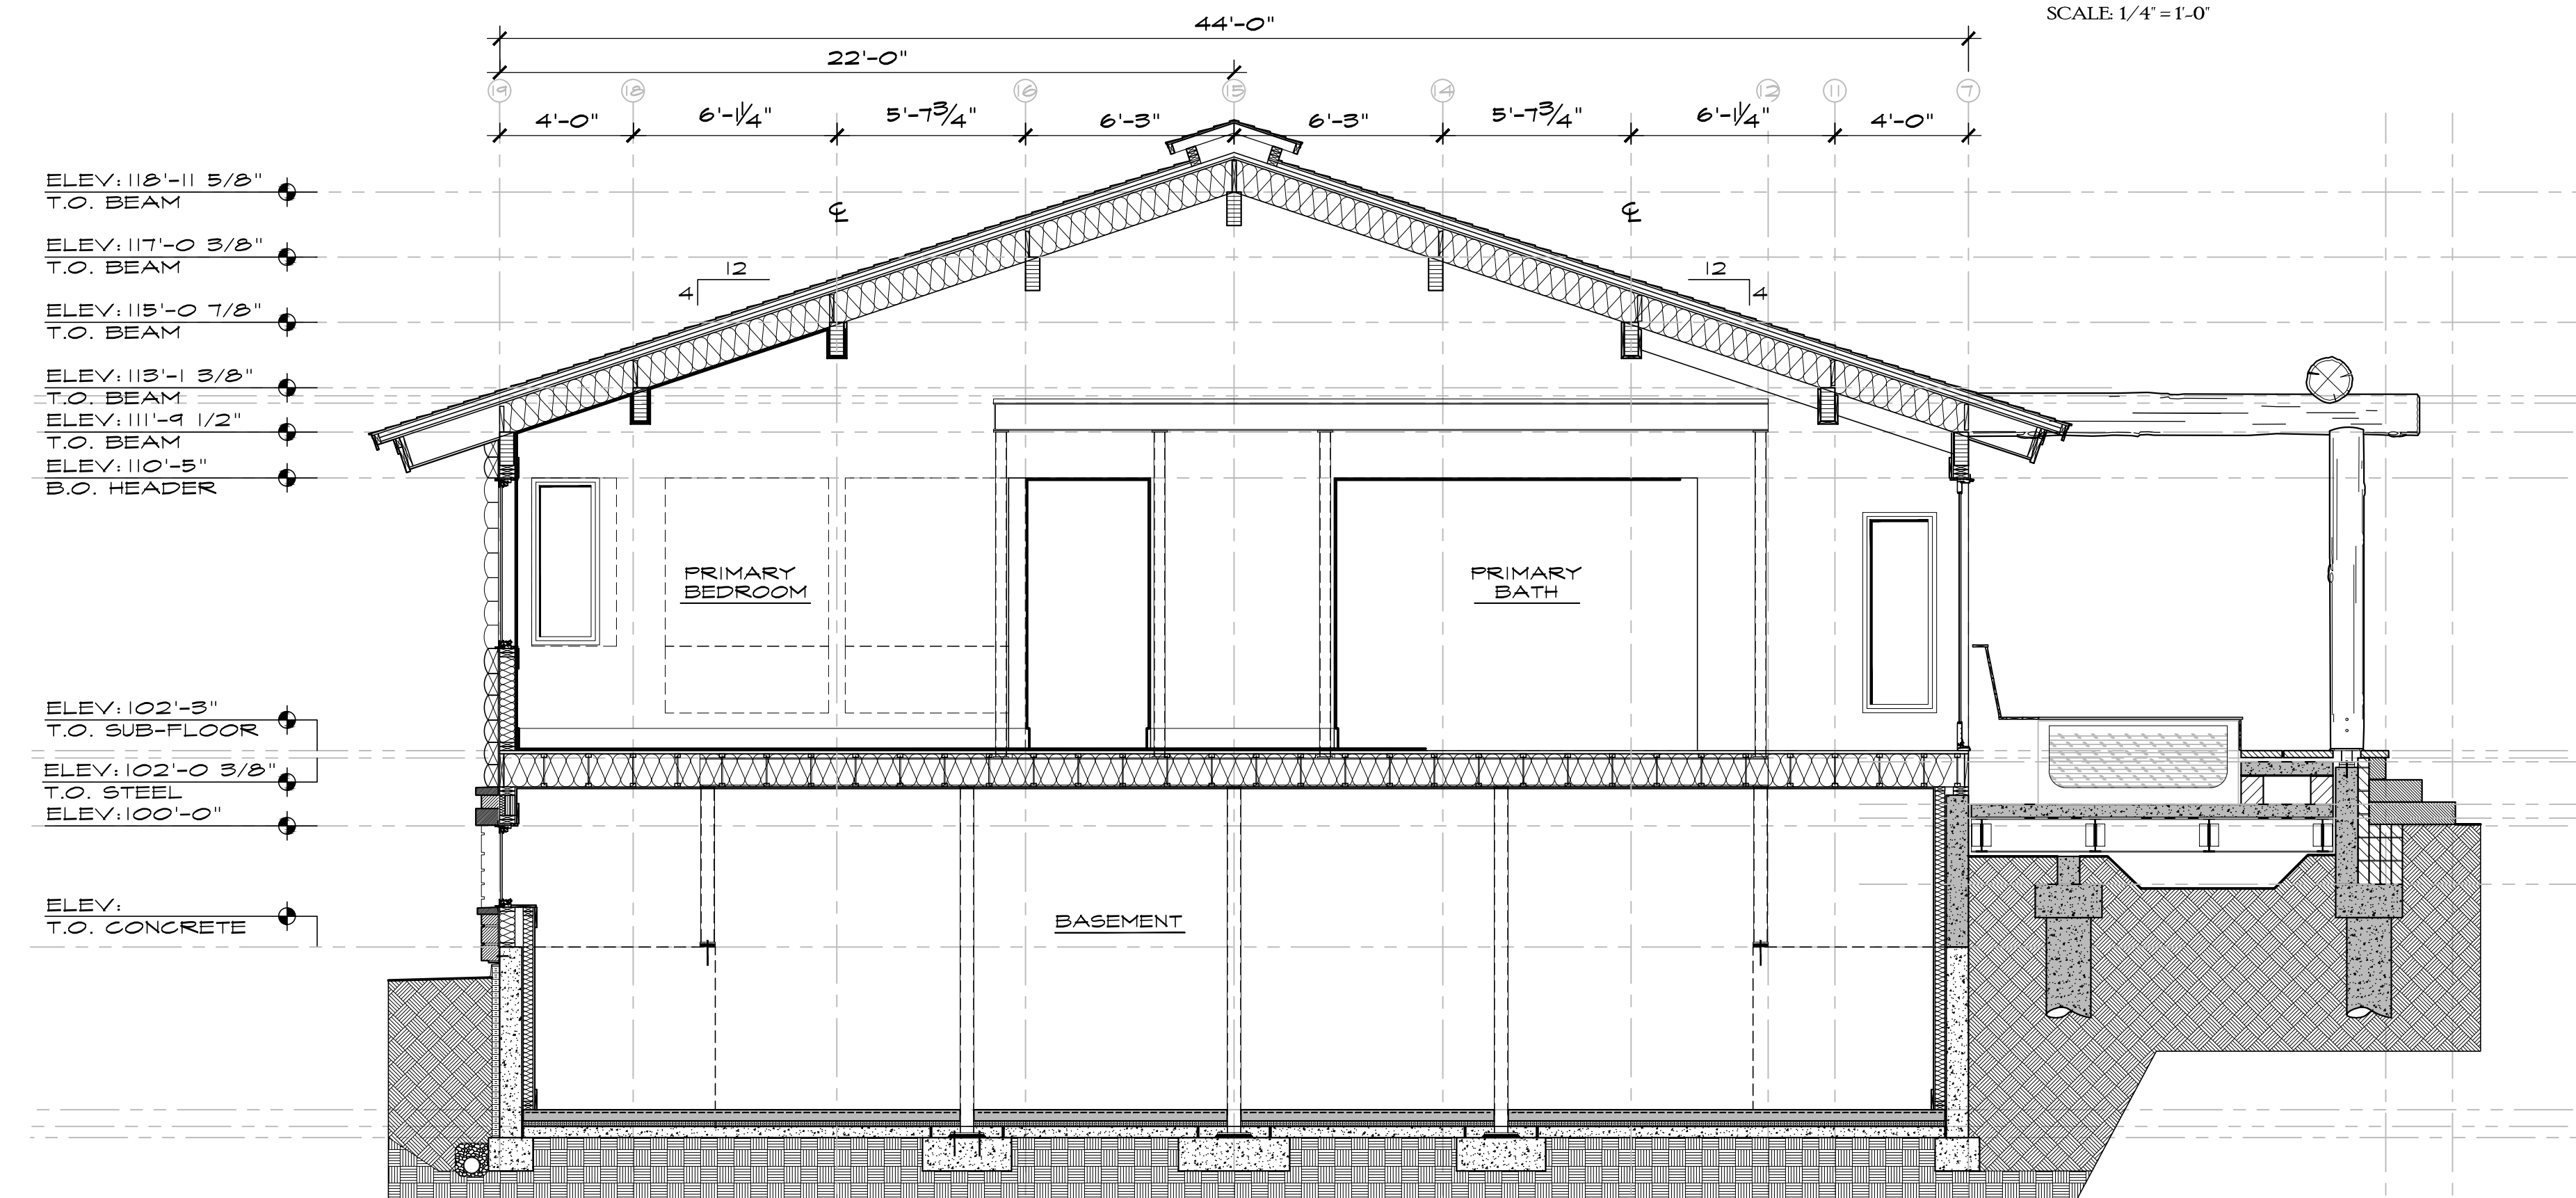 SCALE: 1/4" = 1'-0"
44'-0"
22'-0"
19 18 16 15 14 12 11 7
4'-0" 6'-1 1/4" 5'-7 3/4" 6'-3" 6'-3" 5'-7 3/4" 6'-1 1/4" 4'-0"
ELEV: 118'-11 5/8"
T.O. BEAM
ELEV: 117'-0 3/8"
T.O. BEAM
ELEV: 115'-0 7/8"
T.O. BEAM
ELEV: 113'-1 3/8"
T.O. BEAM
ELEV: 111'-9 1/2"
T.O. BEAM
ELEV: 110'-5"
B.O. HEADER
ELEV: 102'-3"
T.O. SUB-FLOOR
ELEV: 102'-0 3/8"
T.O. STEEL
ELEV: 100'-0"
ELEV:
T.O. CONCRETE
℄ ℄
12
4
12
4
PRIMARY
BEDROOM
PRIMARY
BATH
BASEMENT